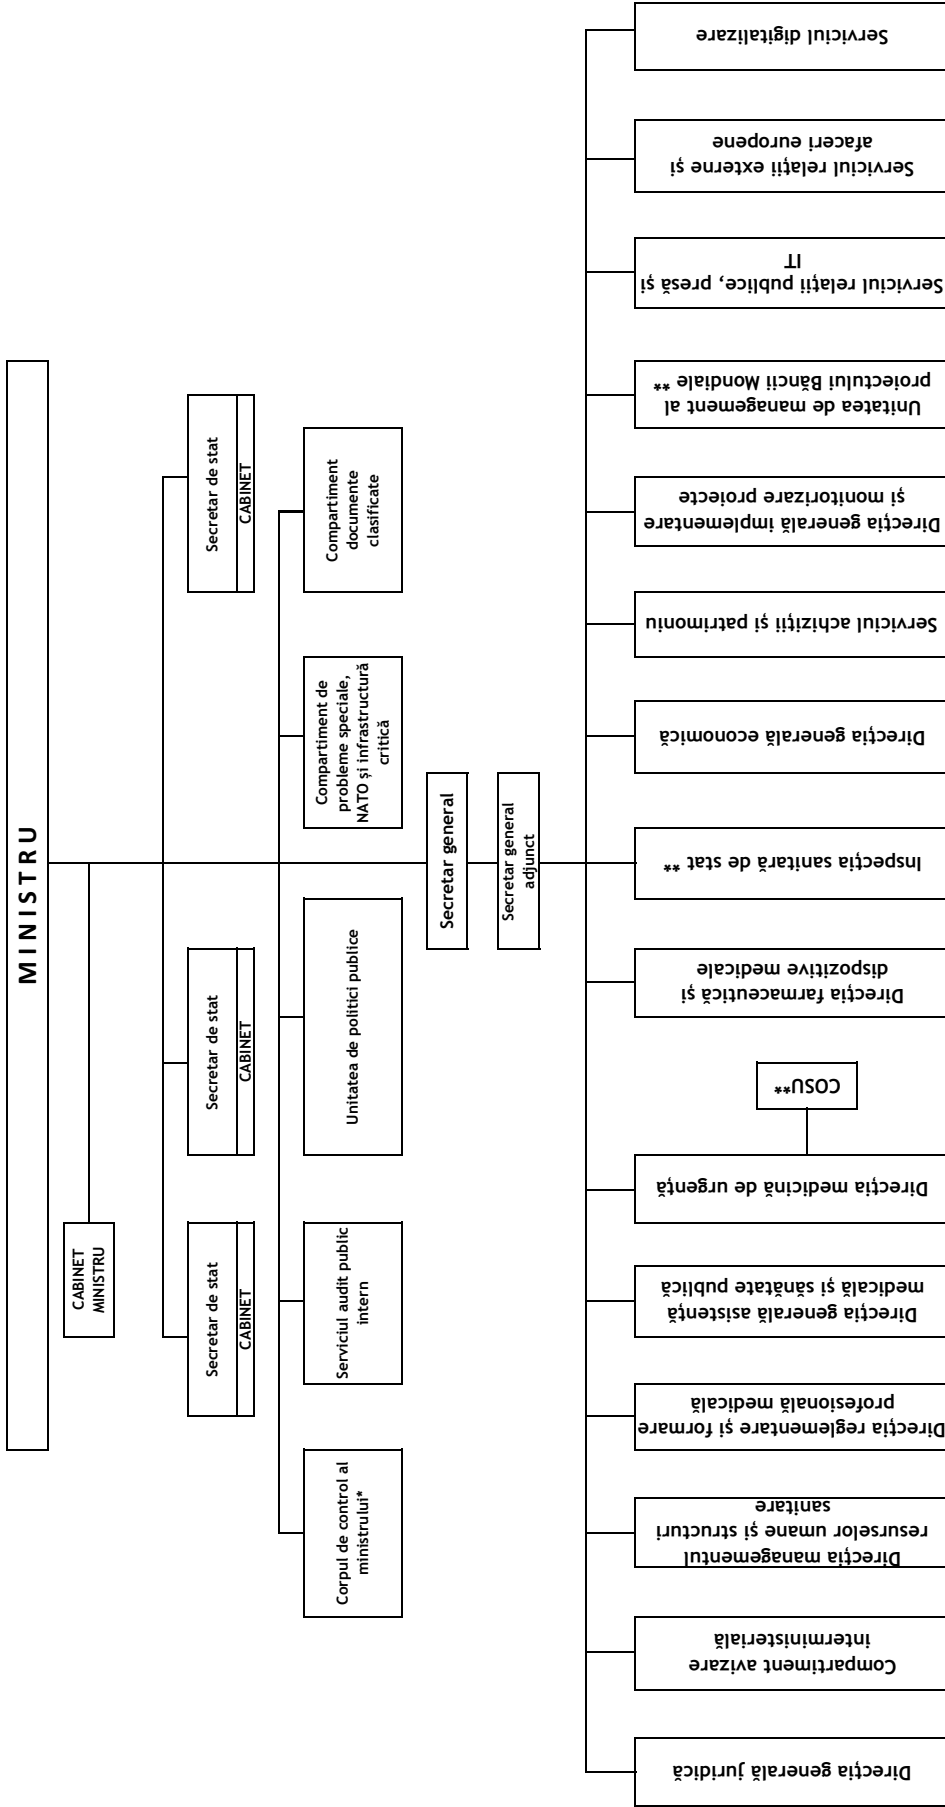 MINISTRU
CABINET
MINISTRU
Secretar de stat
CABINET
Secretar de stat
CABINET
Secretar de stat
CABINET
Corpul de control al
ministrului*
Serviciul audit public
intern
Unitatea de politici publice
Compartiment de
probleme speciale,
NATO și infrastructură
critică
Compartiment
documente
clasificate
Secretar general
Secretar general
adjunct
Direcția generală juridică
Compartiment avizare
interministerială
Direcția managementul
resurselor umane și structuri
sanitare
Direcția reglementare și formare
profesională medicală
Direcția generală asistență
medicală și sănătate publică
Direcția medicină de urgență
COSU**
Direcția farmaceutică și
dispozitive medicale
Inspecția sanitară de stat **
Direcția generală economică
Serviciul achiziții și patrimoniu
Direcția generală implementare
și monitorizare proiecte
Unitatea de management al
proiectului Băncii Mondiale **
Serviciul relații publice, presă și
IT
Serviciul relații externe și
afaceri europene
Serviciul digitalizare